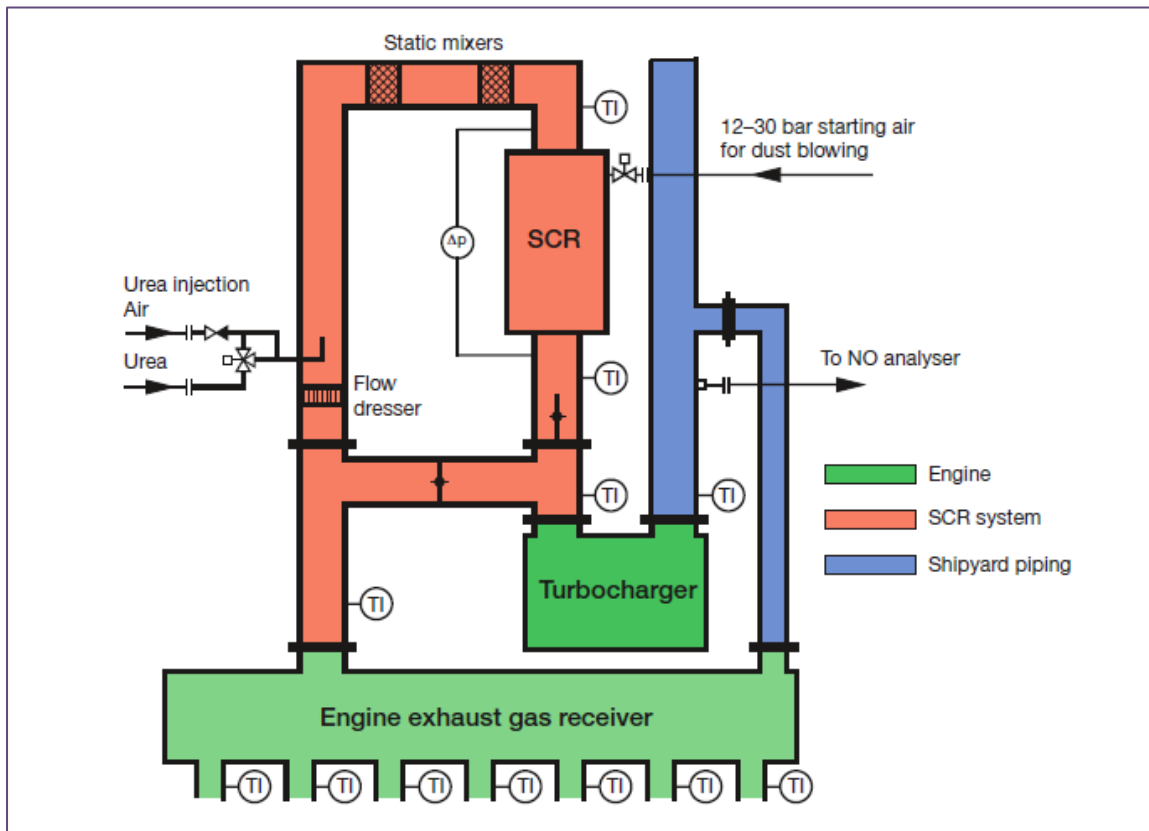 Static mixers
TI
12–30 bar starting air
for dust blowing
SCR
Δp
Urea injection
Air
Urea
Flow
dresser
TI
To NO analyser
TI
TI
Engine
SCR system
Shipyard piping
Turbocharger
TI
Engine exhaust gas receiver
TI
TI
TI
TI
TI
TI
TI